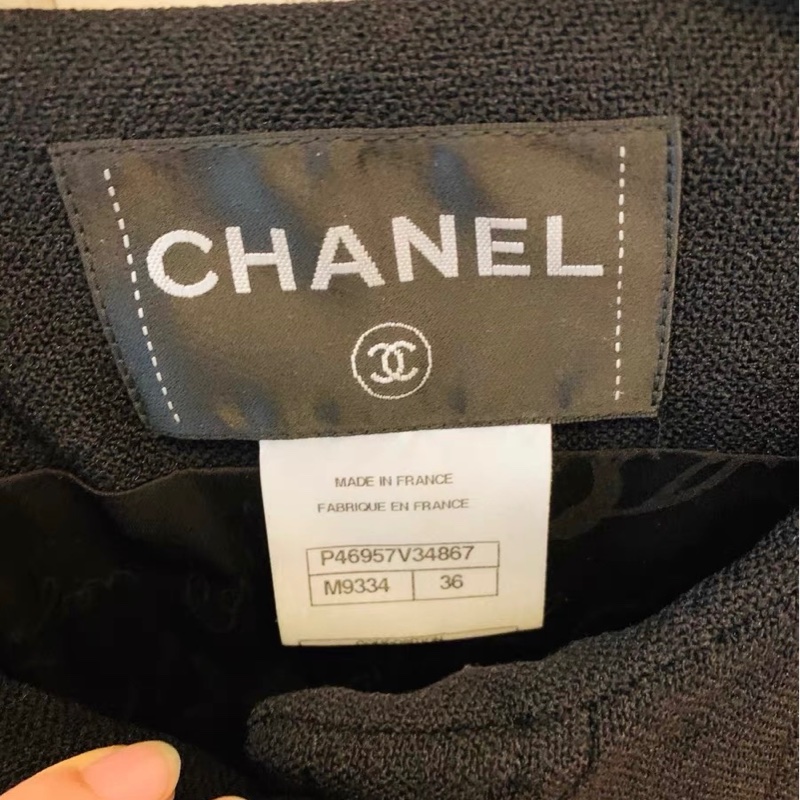 CHANEL
MADE IN FRANCE
FABRIQUE EN FRANCE
P46957V34867
M9334 36